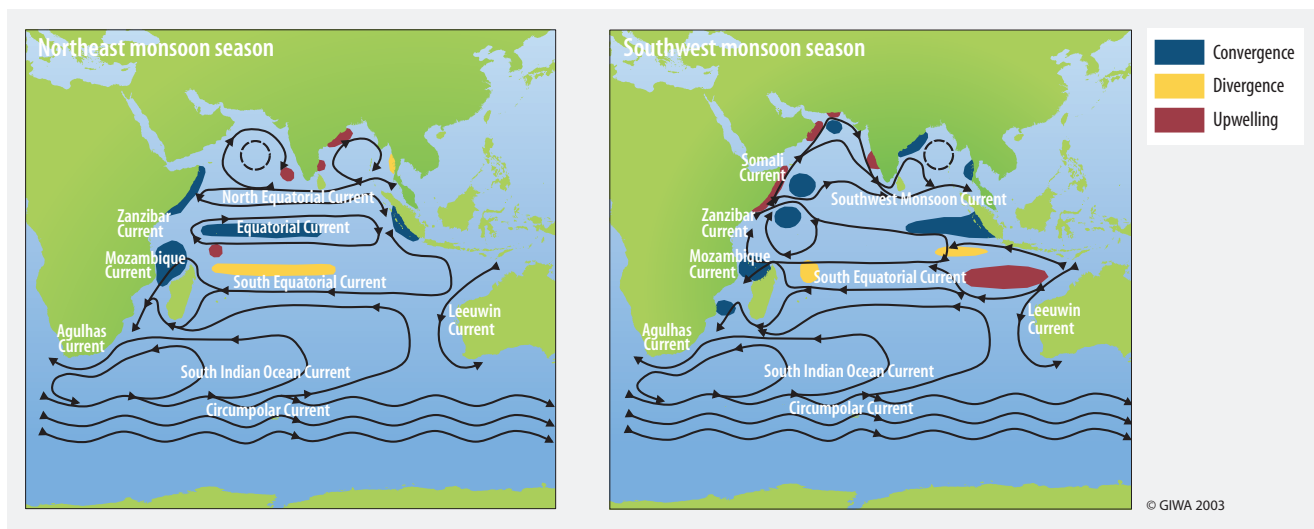 Northeast monsoon season
North Equatorial Current
Zanzibar
Current
Equatorial Current
Mozambique
Current
South Equatorial Current
Leeuwin
Current
Agulhas
Current
South Indian Ocean Current
Circumpolar Current
Southwest monsoon season
Somali
Current
Southwest Monsoon Current
Zanzibar
Current
Mozambique
Current
South Equatorial Current
Leeuwin
Current
Agulhas
Current
South Indian Ocean Current
Circumpolar Current
Convergence
Divergence
Upwelling
© GIWA 2003